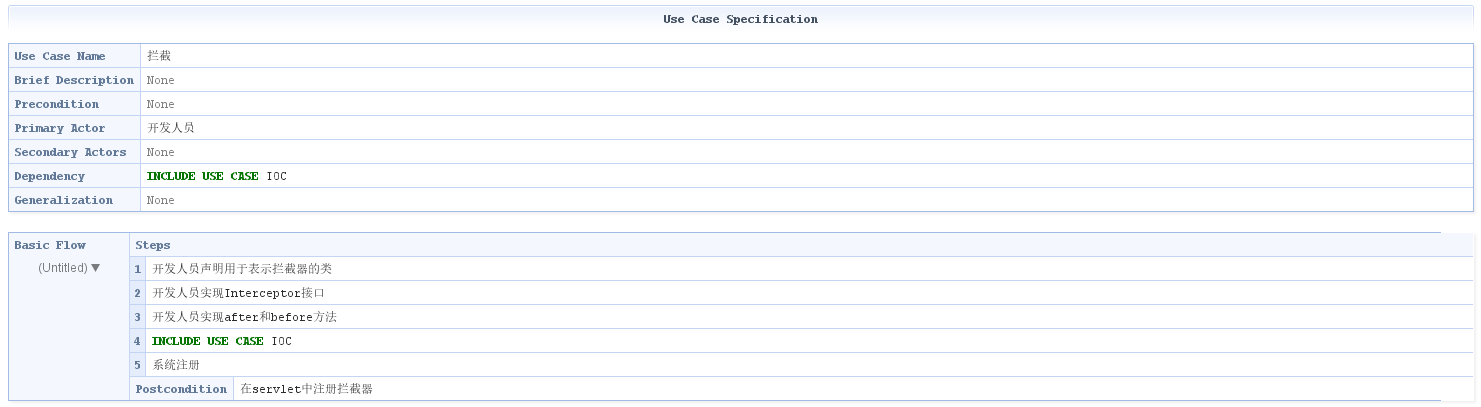 Use Case Specification
Use Case Name 拦截
Brief Description None
Precondition None
Primary Actor 开发人员
Secondary Actors None
Dependency INCLUDE USE CASE IOC
Generalization None
Basic Flow Steps
(Untitled) ▼
1 开发人员声明用于表示拦截器的类
2 开发人员实现Interceptor接口
3 开发人员实现after和before方法
4 INCLUDE USE CASE IOC
5 系统注册
Postcondition 在servlet中注册拦截器